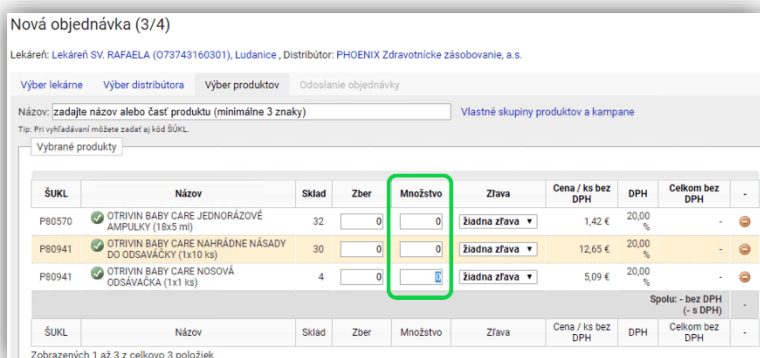 Nová objednávka (3/4)
Lekáreň: Lekáreň SV. RAFAELA (O73743160301), Ludanice , Distribútor: PHOENIX Zdravotnícke zásobovanie, a.s.
Výber lekárne Výber distribútora Výber produktov Odoslanie objednávky
Názov: zadajte názov alebo časť produktu (minimálne 3 znaky) Vlastné skupiny produktov a kampane
Tip: Pri vyhľadávaní môžete zadať aj kód ŠÚKL.
Vybrané produkty
ŠUKL Názov Sklad Zber Množstvo Zľava Cena / ks bez DPH DPH Celkom bez DPH -
P80570 OTRIVIN BABY CARE JEDNORÁZOVÉ AMPULKY (18x5 ml) 32 0 0 žiadna zľava 1,42 € 20,00 % -
P80941 OTRIVIN BABY CARE NAHRÁDNE NÁSADY DO ODSAVÁČKY (1x10 ks) 30 0 0 žiadna zľava 12,65 € 20,00 % -
P80941 OTRIVIN BABY CARE NOSOVÁ ODSÁVAČKA (1x1 ks) 4 0 0 žiadna zľava 5,09 € 20,00 % -
Spolu: - bez DPH (- s DPH) -
ŠUKL Názov Sklad Zber Množstvo Zľava Cena / ks bez DPH DPH Celkom bez DPH -
Zobrazených 1 až 3 z celkovo 3 položiek